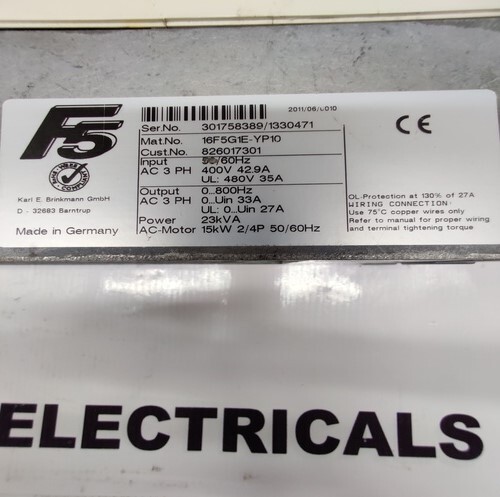 F5
2011/06/L010
Ser.No. 301758389/1330471
Mat.No. 16F5G1E-YP10
Cust.No. 826017301
Input 50/60Hz
AC 3 PH 400V 42.9A
UL: 480V 35A
Output 0...800Hz
AC 3 PH 0...Uin 33A
UL: 0...Uin 27A
Power 23kVA
AC-Motor 15kW 2/4P 50/60Hz
Karl E. Brinkmann GmbH
D - 32683 Barntrup
Made in Germany
CE
OL-Protection at 130% of 27A
WIRING CONNECTION:
Use 75°C copper wires only
Refer to manual for proper wiring
and terminal tightening torque
ELECTRICALS